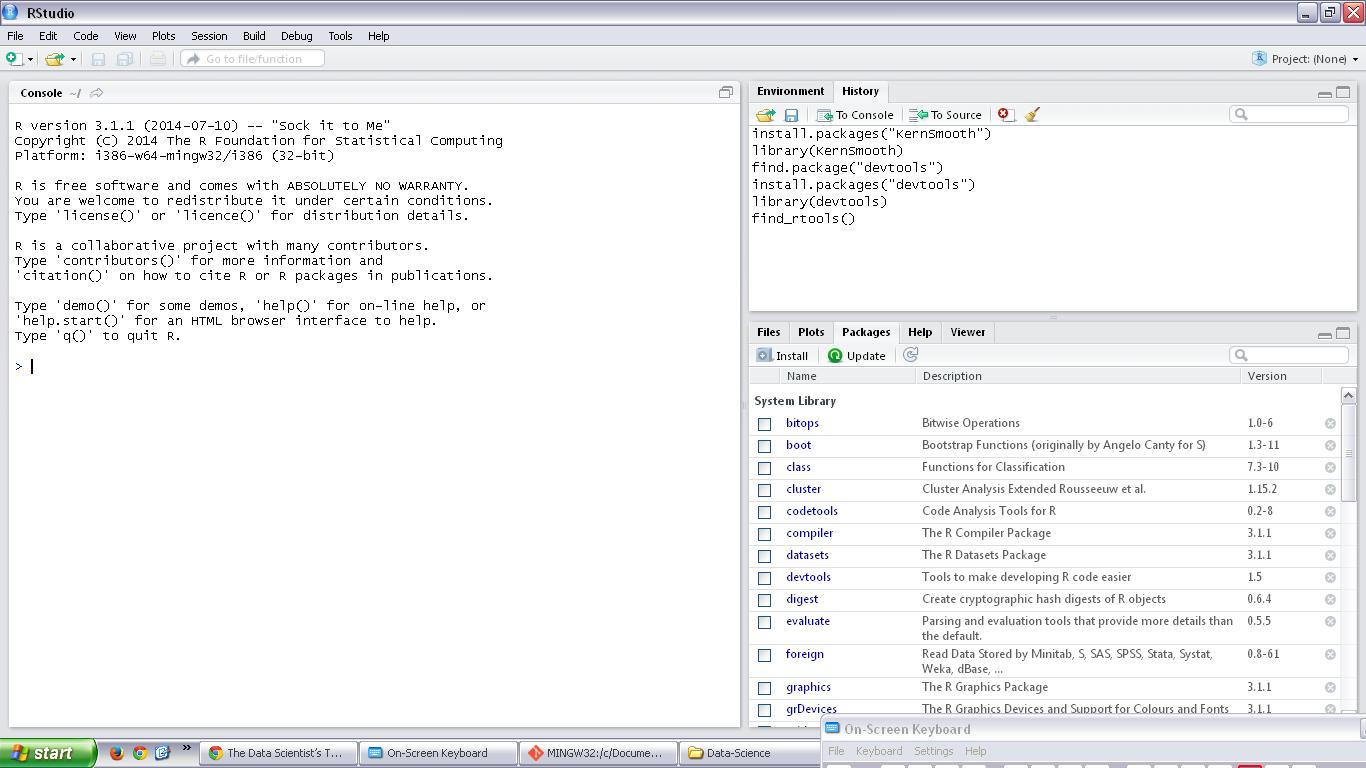 RStudio
File Edit Code View Plots Session Build Debug Tools Help
Go to file/function
Project: (None)
Console ~/
R version 3.1.1 (2014-07-10) -- "Sock it to Me"
Copyright (C) 2014 The R Foundation for Statistical Computing
Platform: i386-w64-mingw32/i386 (32-bit)
R is free software and comes with ABSOLUTELY NO WARRANTY.
You are welcome to redistribute it under certain conditions.
Type 'license()' or 'licence()' for distribution details.
R is a collaborative project with many contributors.
Type 'contributors()' for more information and
'citation()' on how to cite R or R packages in publications.
Type 'demo()' for some demos, 'help()' for on-line help, or
'help.start()' for an HTML browser interface to help.
Type 'q()' to quit R.
>
Environment History
To Console To Source
install.packages("KernSmooth")
library(KernSmooth)
find.package("devtools")
install.packages("devtools")
library(devtools)
find_rtools()
Files Plots Packages Help Viewer
Install Update
Name Description Version
System Library
bitops Bitwise Operations 1.0-6
boot Bootstrap Functions (originally by Angelo Canty for S) 1.3-11
class Functions for Classification 7.3-10
cluster Cluster Analysis Extended Rousseeuw et al. 1.15.2
codetools Code Analysis Tools for R 0.2-8
compiler The R Compiler Package 3.1.1
datasets The R Datasets Package 3.1.1
devtools Tools to make developing R code easier 1.5
digest Create cryptographic hash digests of R objects 0.6.4
evaluate Parsing and evaluation tools that provide more details than 0.5.5
the default.
foreign Read Data Stored by Minitab, S, SAS, SPSS, Stata, Systat, 0.8-61
Weka, dBase, ...
graphics The R Graphics Package 3.1.1
grDevices The R Graphics Devices and Support for Colours and Fonts 3.1.1
On-Screen Keyboard
File Keyboard Settings Help
start
The Data Scientist's T...
On-Screen Keyboard
MINGW32:/c/Docume...
Data-Science